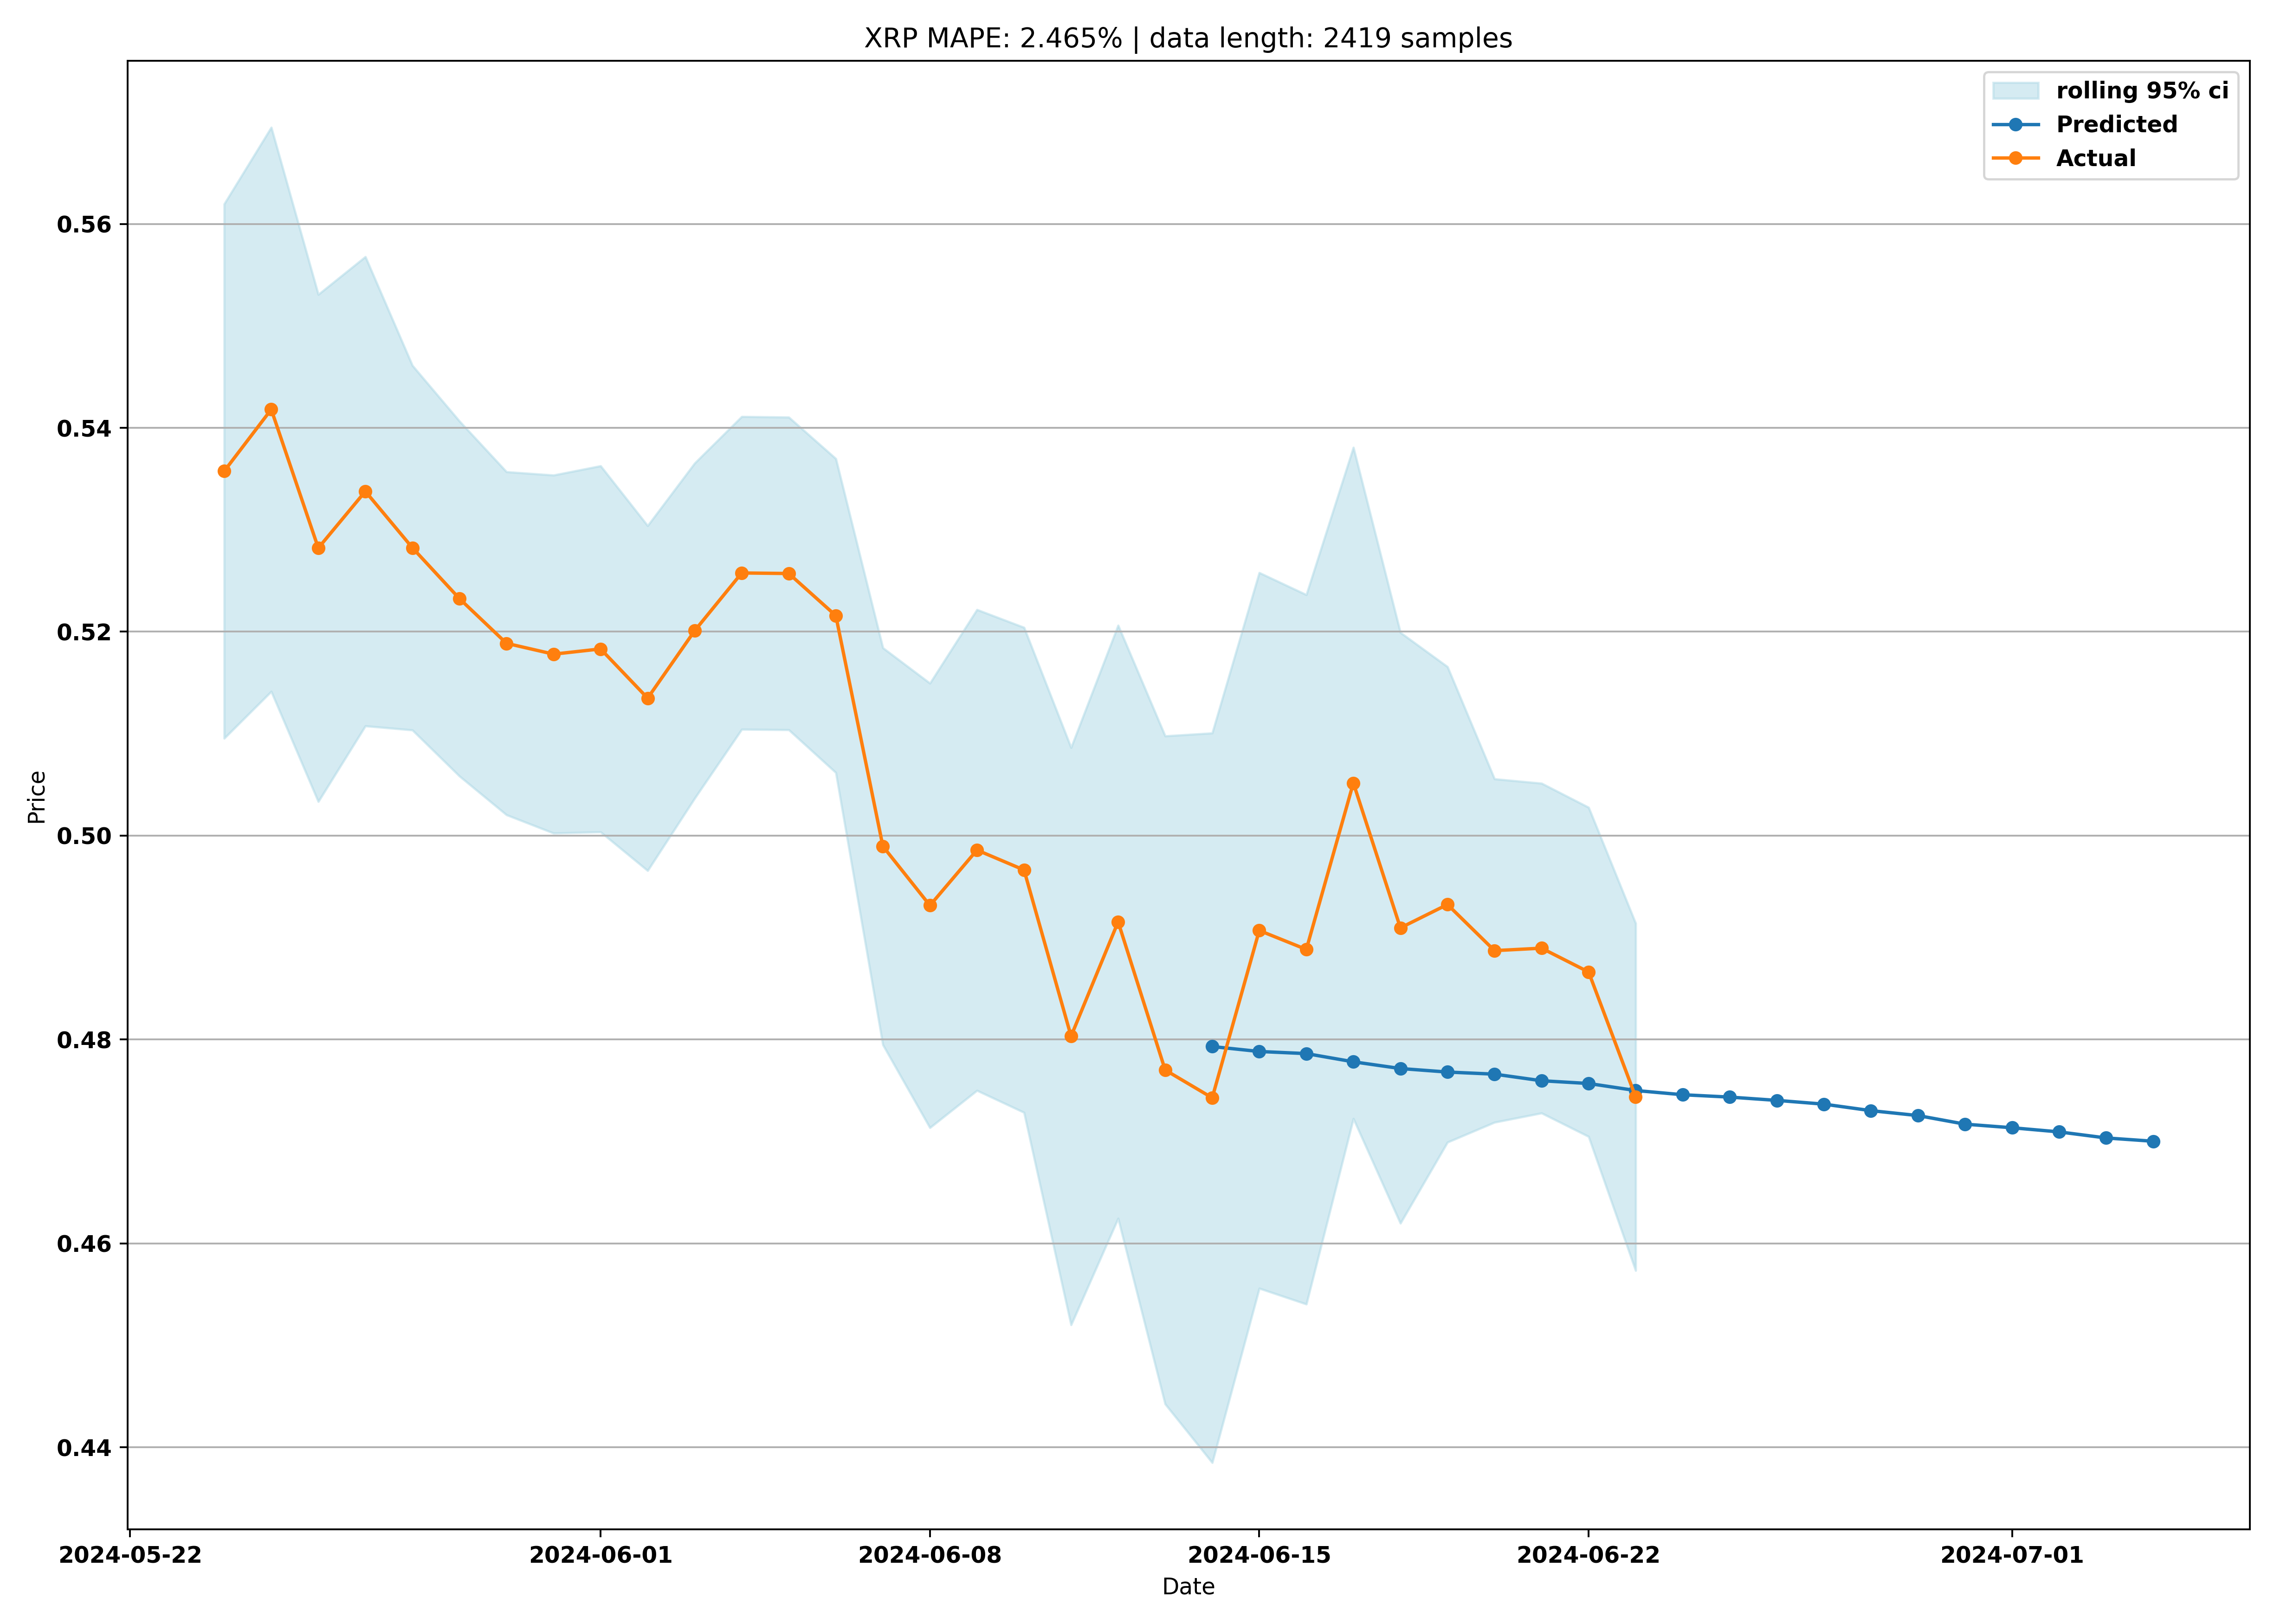 XRP MAPE: 2.465% | data length: 2419 samples
rolling 95% ci
Predicted
Actual
0.56
0.54
0.52
0.50
0.48
0.46
0.44
Price
2024-05-22 2024-06-01 2024-06-08 2024-06-15 2024-06-22 2024-07-01
Date